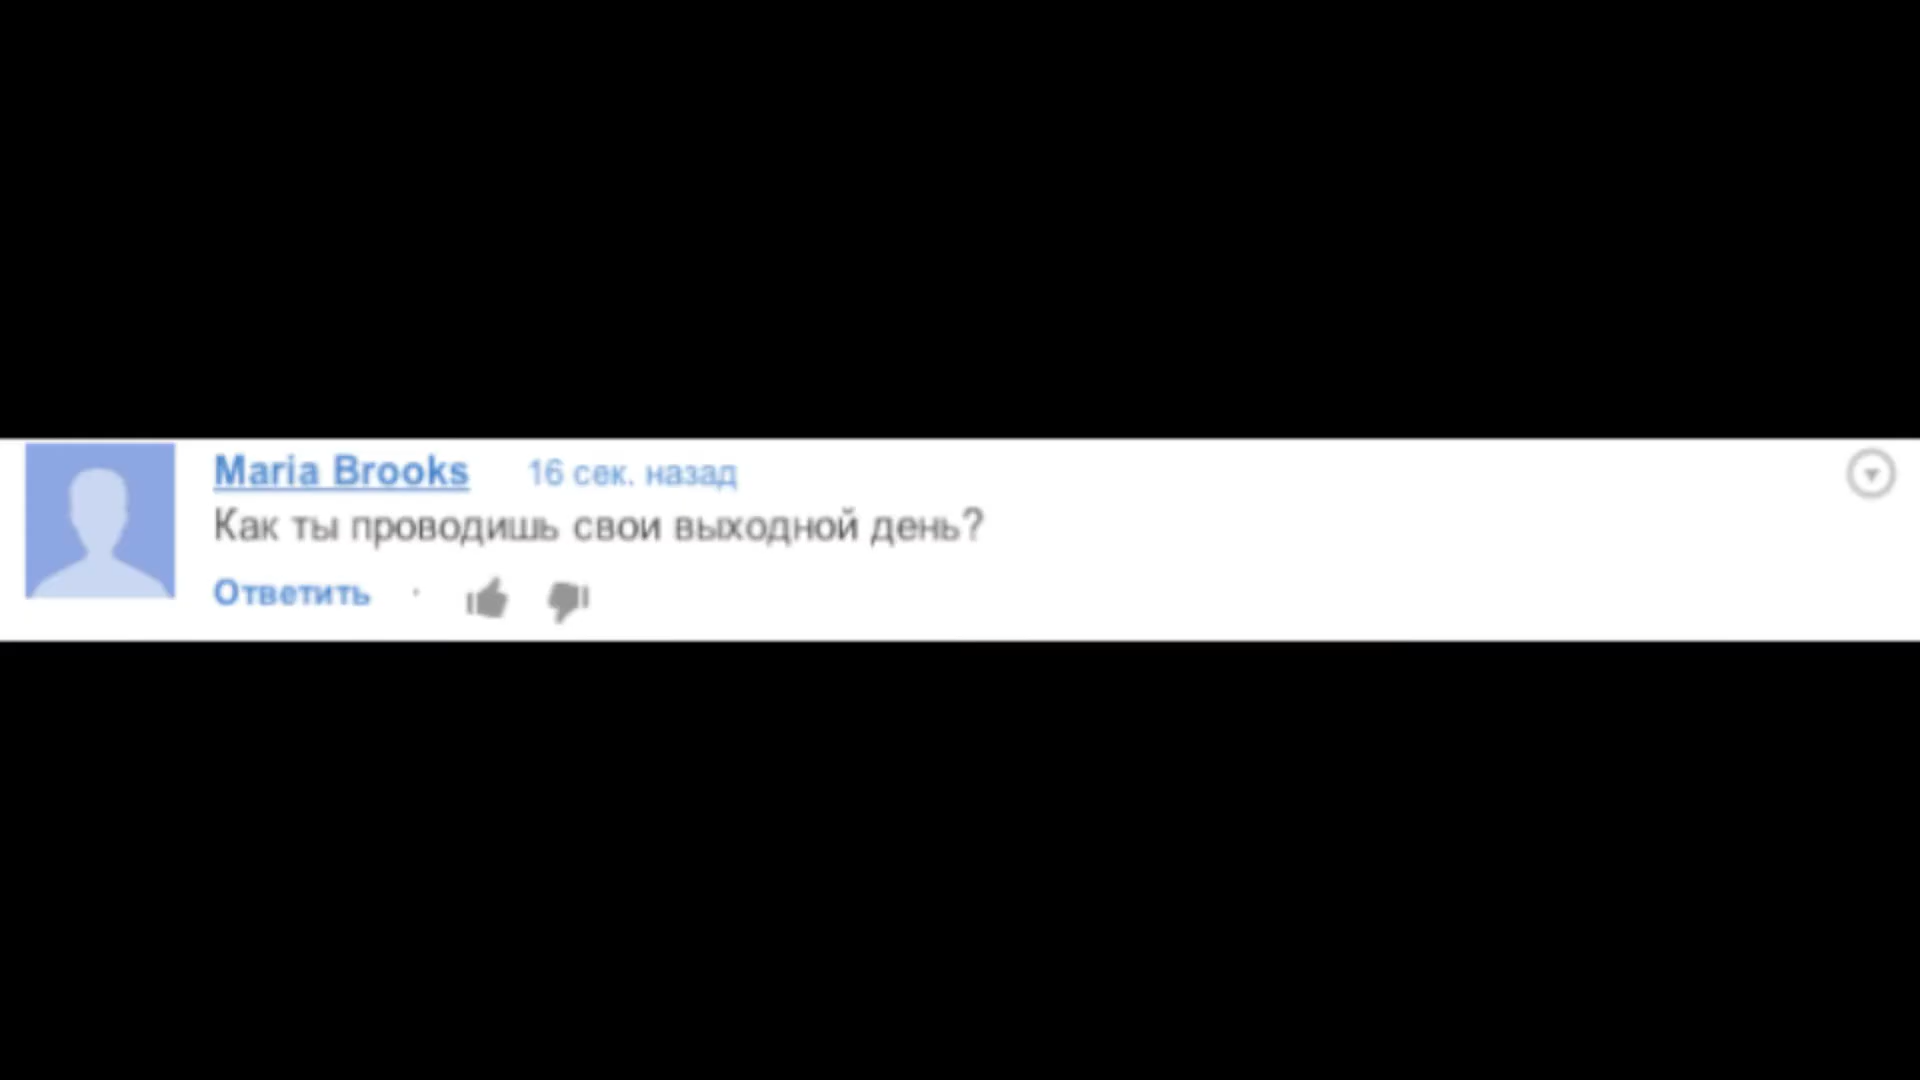 Maria Brooks 16 сек. назад
Как ты проводишь свои выходной день?
Ответить ·